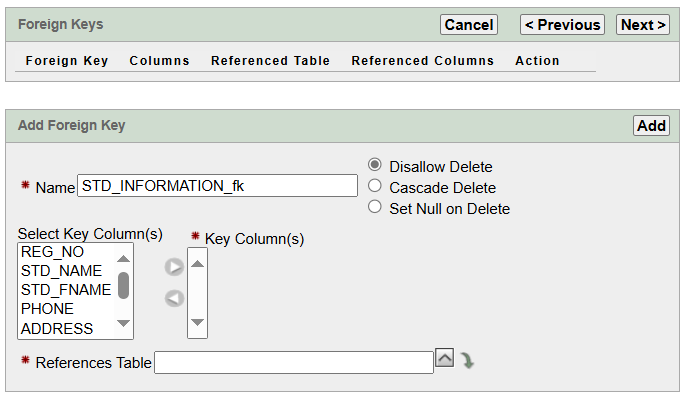 Foreign Keys Cancel < Previous Next >
Foreign Key Columns Referenced Table Referenced Columns Action
Add Foreign Key Add
Disallow Delete
* Name STD_INFORMATION_fk Cascade Delete
Set Null on Delete
Select Key Column(s) * Key Column(s)
REG_NO
STD_NAME
STD_FNAME
PHONE
ADDRESS
* References Table